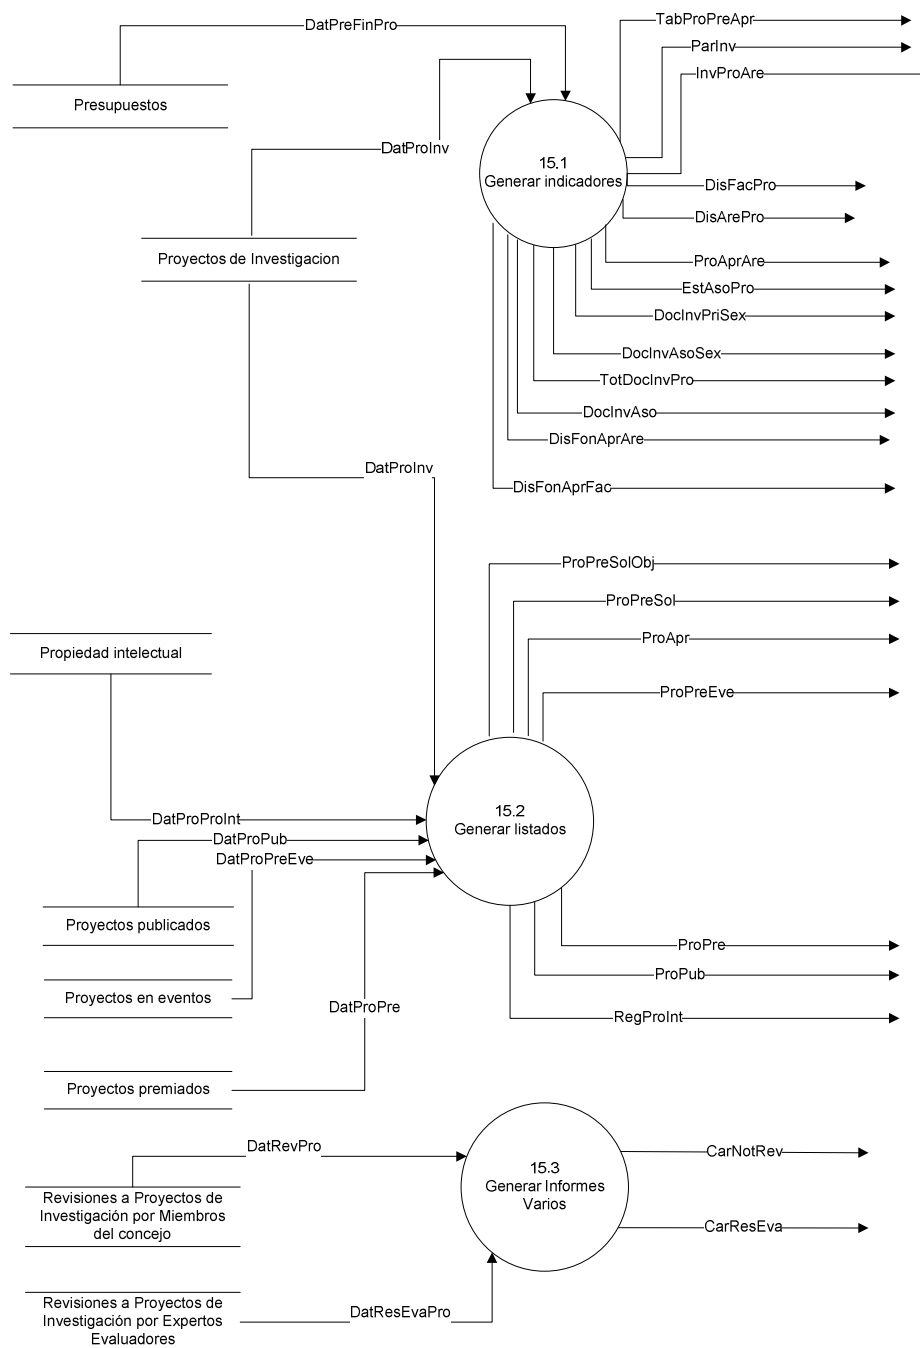 TabProPreApr
DatPreFinPro
ParInv
InvProAre
Presupuestos
DatProInv
15.1
Generar indicadores
DisFacPro
DisArePro
Proyectos de Investigacion
ProAprAre
EstAsoPro
DocInvPriSex
DocInvAsoSex
TotDocInvPro
DocInvAso
DisFonAprAre
DatProInv
DisFonAprFac
ProPreSolObj
ProPreSol
ProApr
Propiedad intelectual
ProPreEve
15.2
Generar listados
DatProProInt
DatProPub
DatProPreEve
Proyectos publicados
ProPre
ProPub
Proyectos en eventos
DatProPre
RegProInt
Proyectos premiados
DatRevPro
CarNotRev
15.3
Generar Informes
Varios
Revisiones a Proyectos de
Investigación por Miembros
del concejo
CarResEva
Revisiones a Proyectos de
Investigación por Expertos
Evaluadores
DatResEvaPro